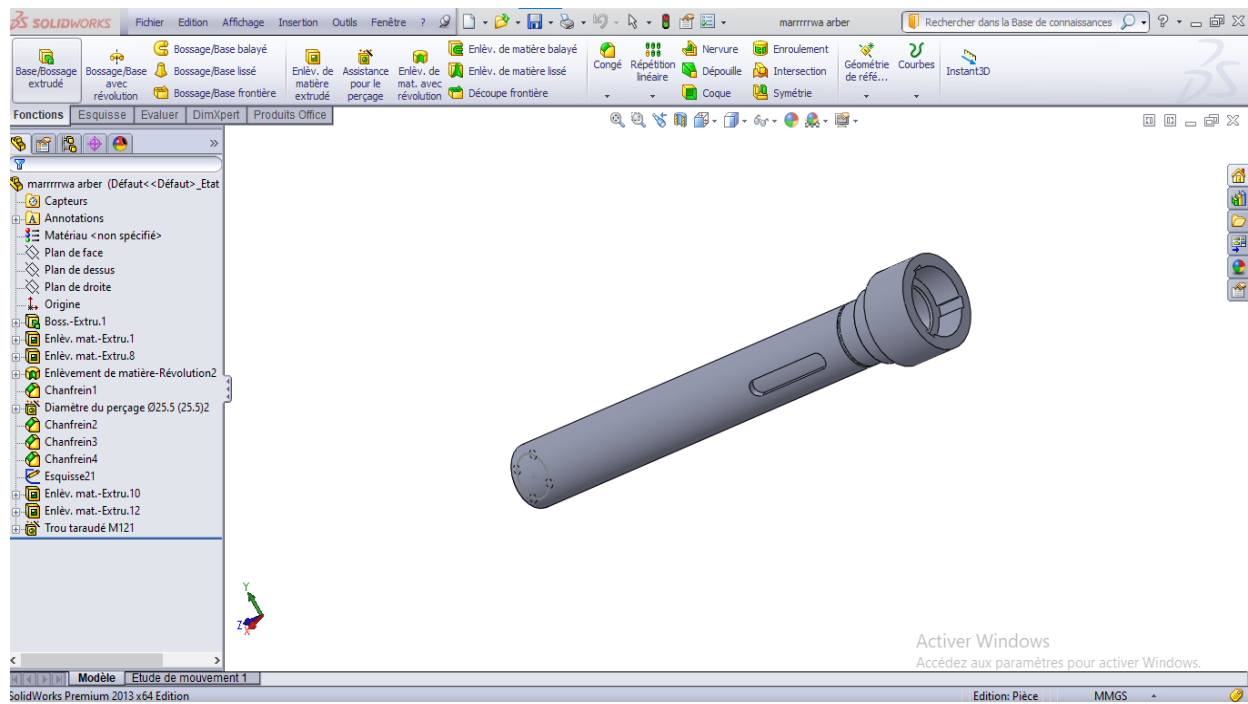 SOLIDWORKS Fichier Edition Affichage Insertion Outils Fenêtre ? marrrrrwa arber Rechercher dans la Base de connaissances ?
Base/Bossage extrudé
Bossage/Base avec révolution
Bossage/Base balayé
Bossage/Base lissé
Bossage/Base frontière
Enlèv. de matière extrudé
Assistance pour le perçage
Enlèv. de mat. avec révolution
Enlèv. de matière balayé
Enlèv. de matière lissé
Découpe frontière
Congé
Répétition linéaire
Nervure
Dépouille
Coque
Enroulement
Intersection
Symétrie
Géométrie de réfé...
Courbes
Instant3D
Fonctions Esquisse Evaluer DimXpert Produits Office
»
marrrrrwa arber (Défaut<<Défaut>_Etat
Capteurs
A Annotations
Matériau <non spécifié>
Plan de face
Plan de dessus
Plan de droite
Origine
Boss.-Extru.1
Enlèv. mat.-Extru.1
Enlèv. mat.-Extru.8
Enlèvement de matière-Révolution2
Chanfrein1
Diamètre du perçage Ø25.5 (25.5)2
Chanfrein2
Chanfrein3
Chanfrein4
Esquisse21
Enlèv. mat.-Extru.10
Enlèv. mat.-Extru.12
Trou taraudé M121
Y
Z
X
Activer Windows
Accédez aux paramètres pour activer Windows.
Modèle Etude de mouvement 1
SolidWorks Premium 2013 x64 Edition Edition: Pièce MMGS